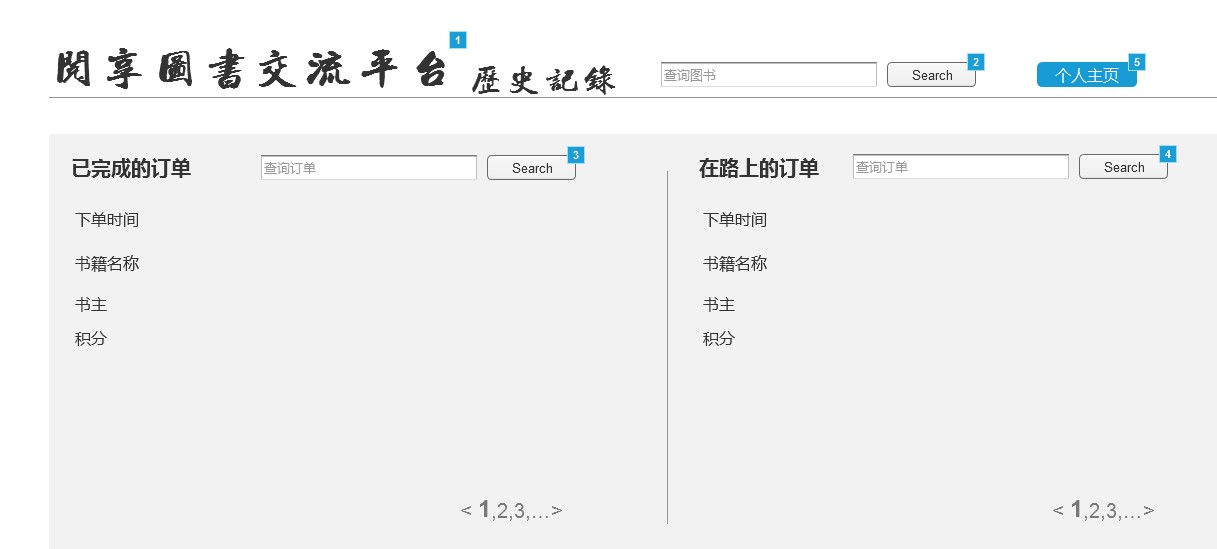 閱享圖書交流平台 1 歷史記錄 查询图书 Search 2 个人主页 5
已完成的订单 查询订单 Search 3
下单时间
书籍名称
书主
积分
< 1,2,3,...>
在路上的订单 查询订单 Search 4
下单时间
书籍名称
书主
积分
< 1,2,3,...>